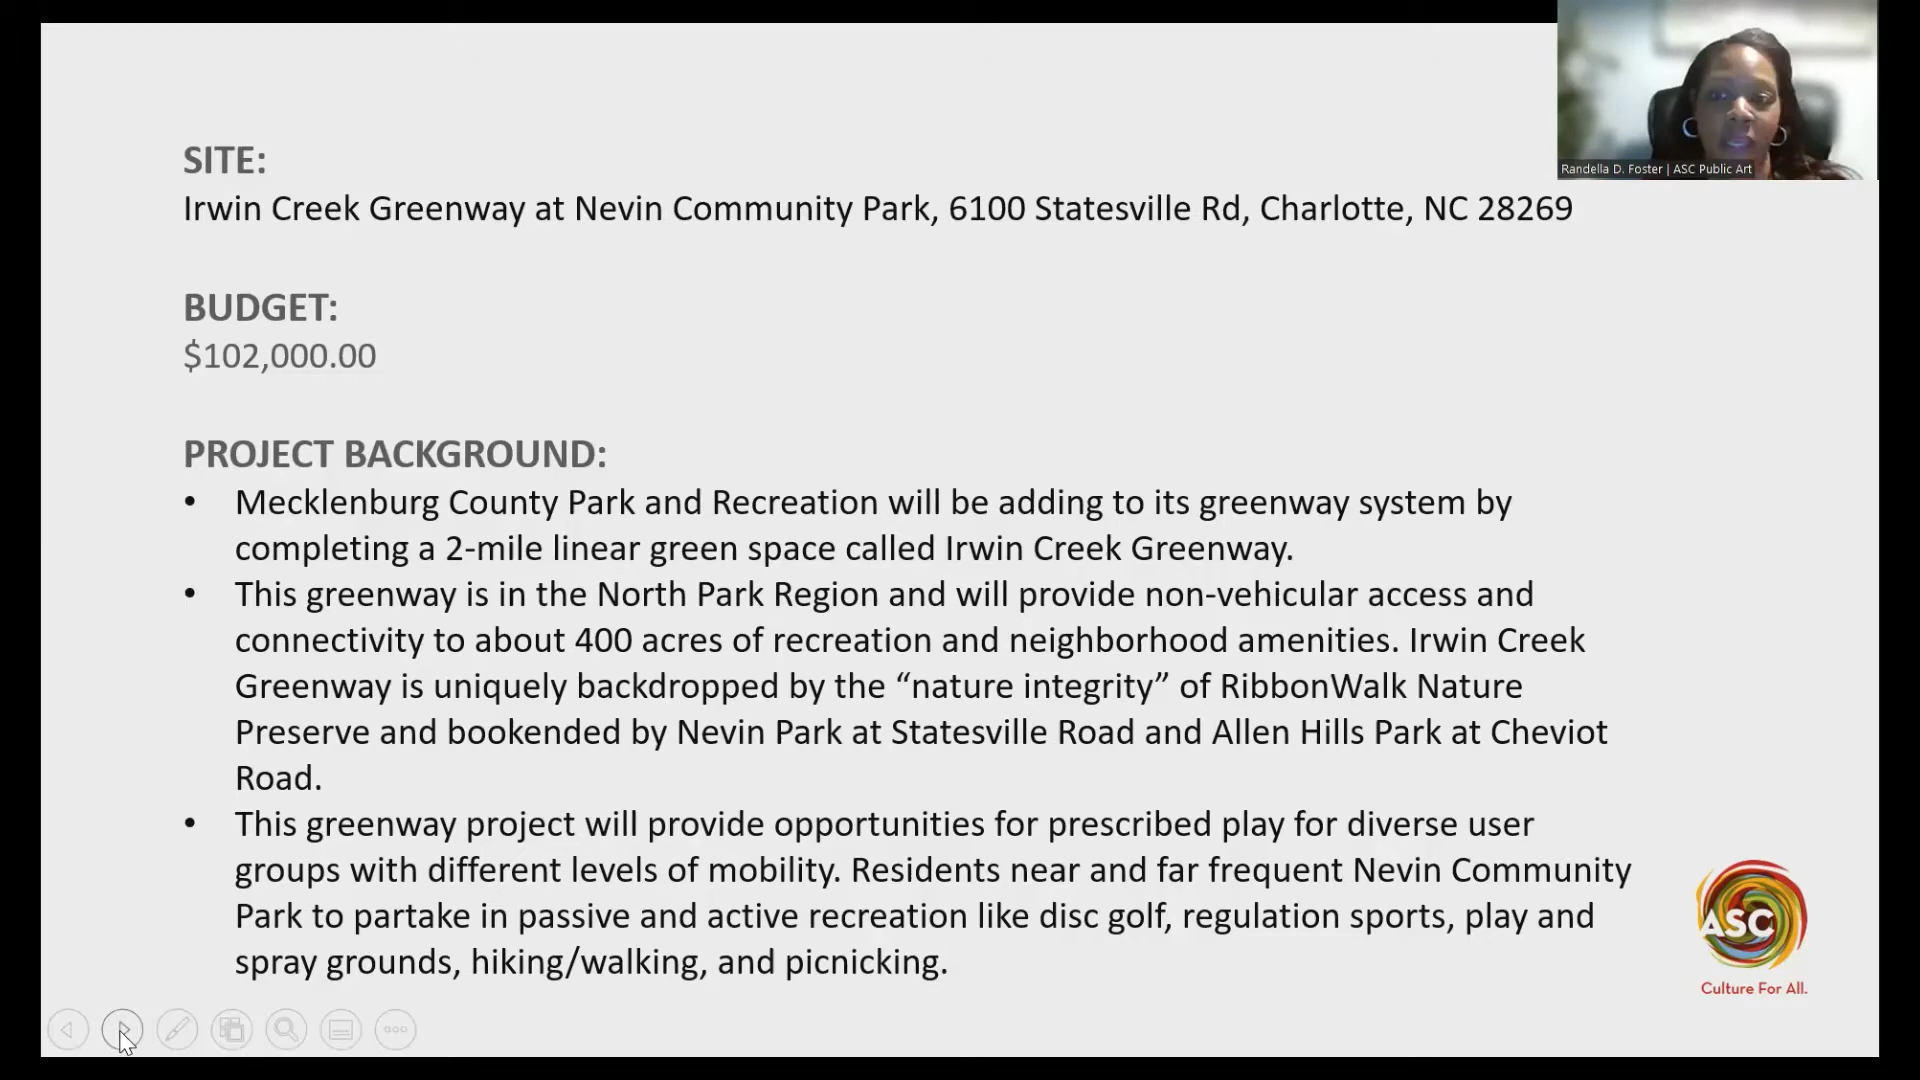 Randella D. Foster | ASC Public Art
SITE:
Irwin Creek Greenway at Nevin Community Park, 6100 Statesville Rd, Charlotte, NC 28269
BUDGET:
$102,000.00
PROJECT BACKGROUND:
• Mecklenburg County Park and Recreation will be adding to its greenway system by
completing a 2-mile linear green space called Irwin Creek Greenway.
• This greenway is in the North Park Region and will provide non-vehicular access and
connectivity to about 400 acres of recreation and neighborhood amenities. Irwin Creek
Greenway is uniquely backdropped by the “nature integrity” of RibbonWalk Nature
Preserve and bookended by Nevin Park at Statesville Road and Allen Hills Park at Cheviot
Road.
• This greenway project will provide opportunities for prescribed play for diverse user
groups with different levels of mobility. Residents near and far frequent Nevin Community
Park to partake in passive and active recreation like disc golf, regulation sports, play and
spray grounds, hiking/walking, and picnicking.
ASC
Culture For All.